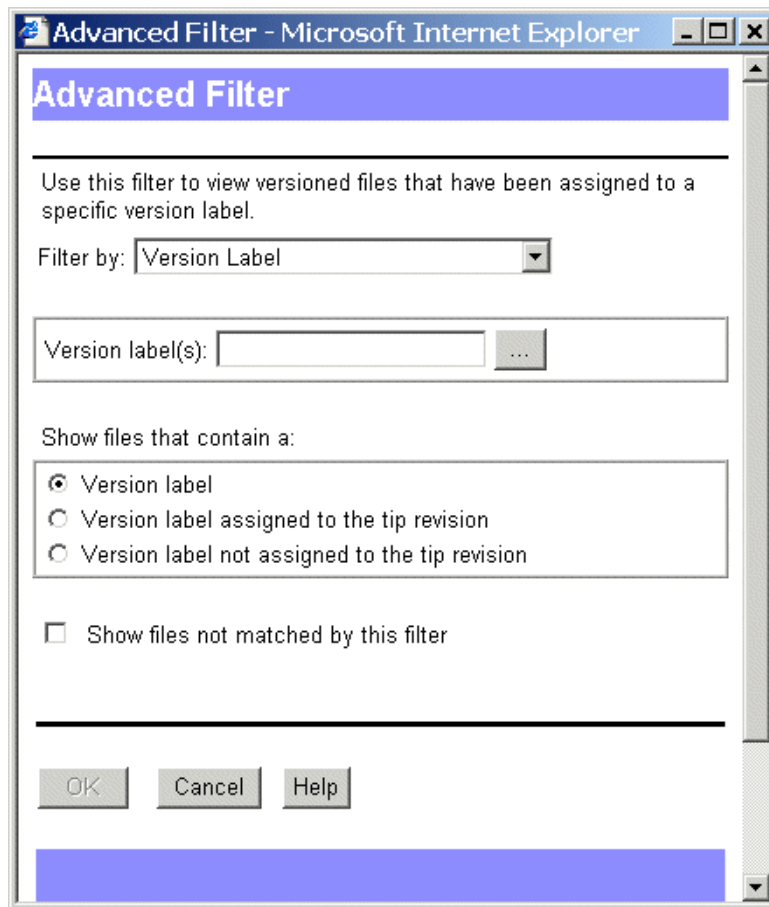 Advanced Filter - Microsoft Internet Explorer
Advanced Filter
Use this filter to view versioned files that have been assigned to a
specific version label.
Filter by: Version Label
Version label(s): ...
Show files that contain a:
Version label
Version label assigned to the tip revision
Version label not assigned to the tip revision
Show files not matched by this filter
OK Cancel Help